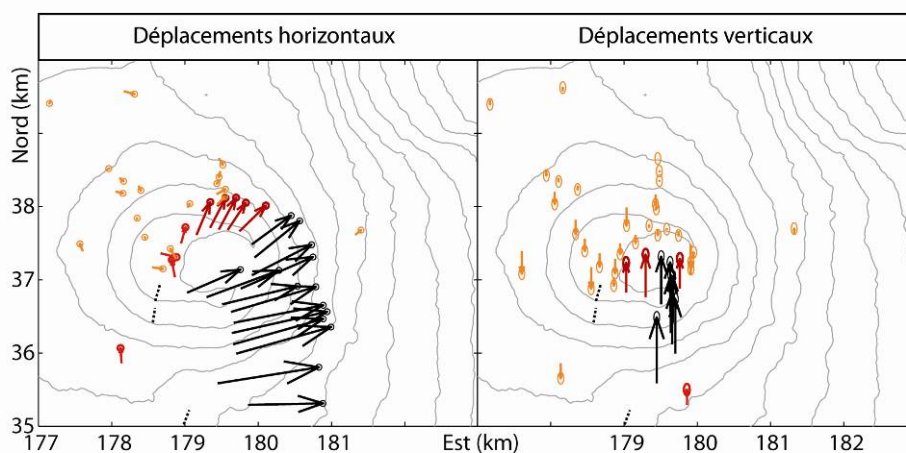 Déplacements horizontaux
Déplacements verticaux
Nord (km)
38
37
36
35
177 178 179 180 181 Est (km) 179 180 181 182